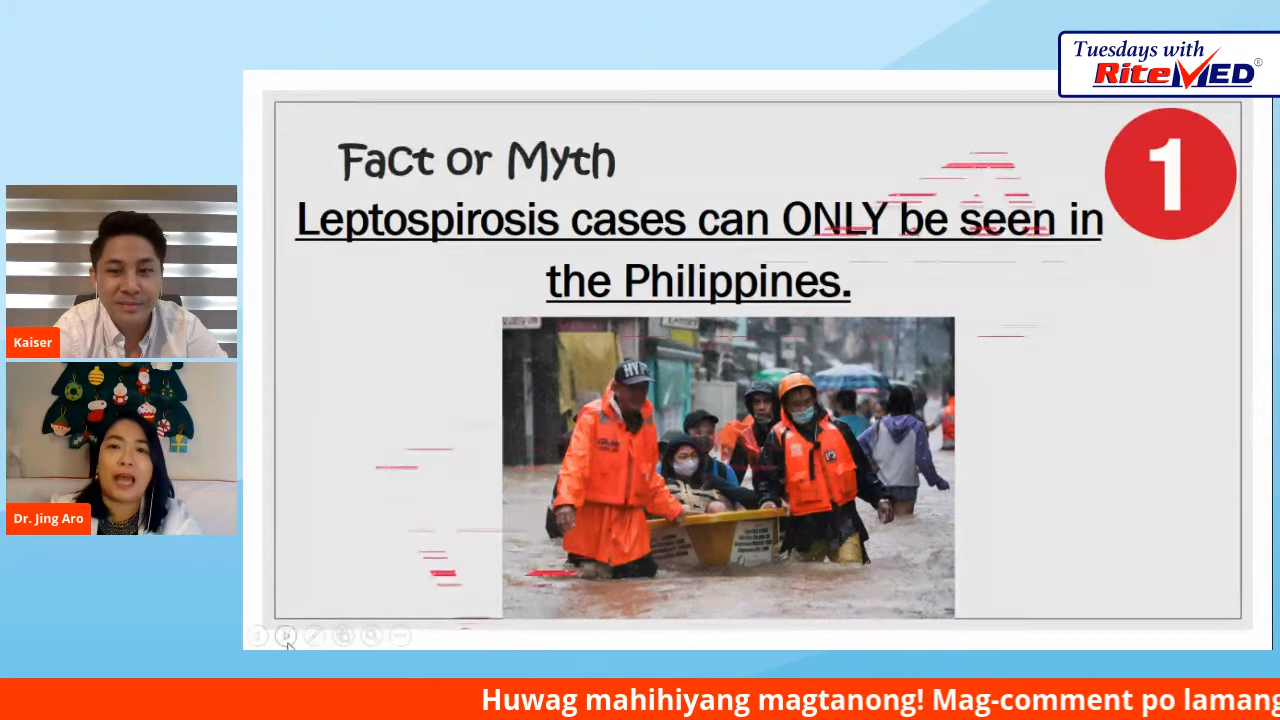 Tuesdays with
RiteMED®
Fact or Myth
1
Leptospirosis cases can ONLY be seen in
the Philippines.
HYP
Kaiser
Dr. Jing Aro
Huwag mahihiyang magtanong! Mag-comment po lamang